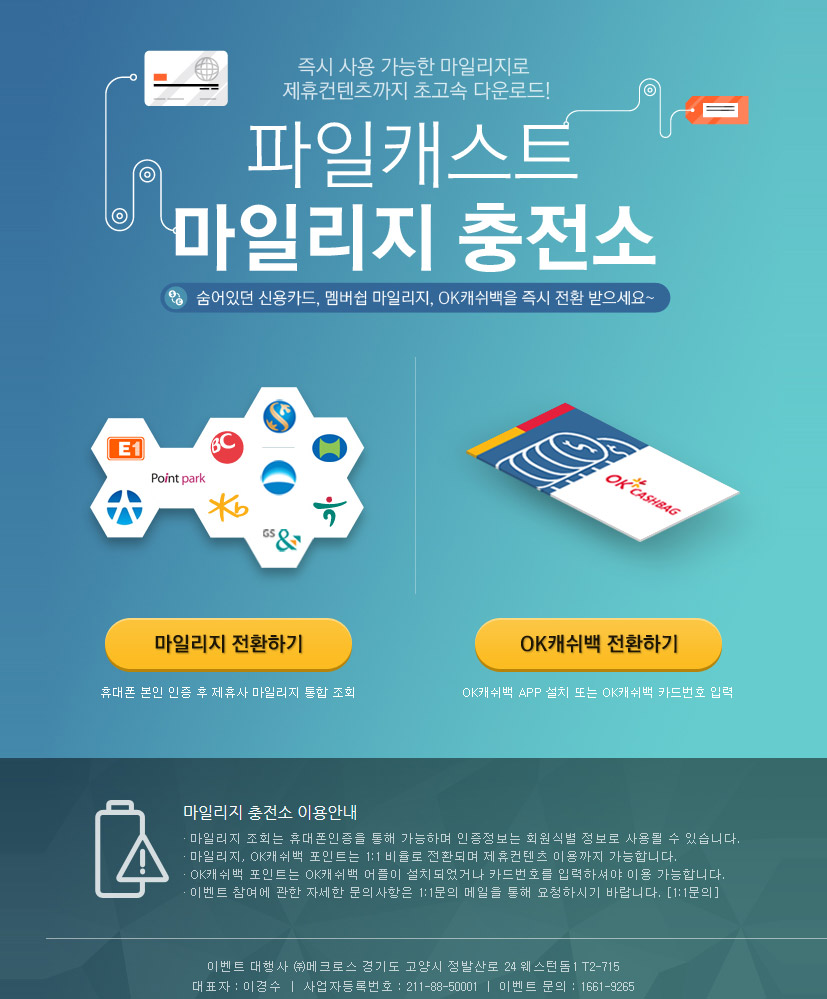 즉시 사용 가능한 마일리지로
제휴컨텐츠까지 초고속 다운로드!
파일캐스트
마일리지 충전소
숨어있던 신용카드, 멤버쉽 마일리지, OK캐쉬백을 즉시 전환 받으세요~
E1
BC
Point park
Kb
GS&
OK CASHBAG
마일리지 전환하기
OK캐쉬백 전환하기
휴대폰 본인 인증 후 제휴사 마일리지 통합 조회
OK캐쉬백 APP 설치 또는 OK캐쉬백 카드번호 입력
마일리지 충전소 이용안내
· 마일리지 조회는 휴대폰인증을 통해 가능하며 인증정보는 회원식별 정보로 사용될 수 있습니다.
· 마일리지, OK캐쉬백 포인트는 1:1 비율로 전환되며 제휴컨텐츠 이용까지 가능합니다.
· OK캐쉬백 포인트는 OK캐쉬백 어플이 설치되었거나 카드번호를 입력하셔야 이용 가능합니다.
· 이벤트 참여에 관한 자세한 문의사항은 1:1문의 메일을 통해 요청하시기 바랍니다. [1:1문의]
이벤트 대행사 ㈜메크로스 경기도 고양시 정발산로 24 웨스턴돔1 T2-715
대표자 : 이경수 | 사업자등록번호 : 211-88-50001 | 이벤트 문의 : 1661-9265